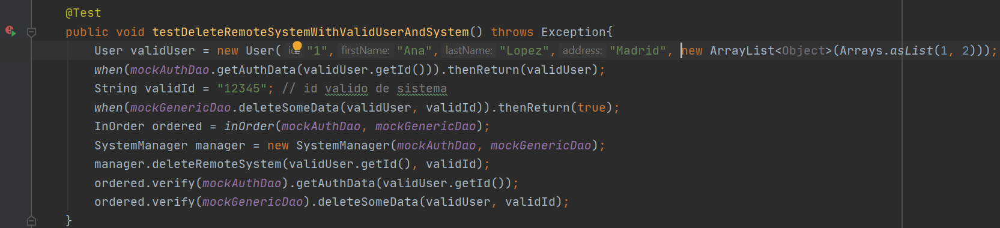 @Test
public void testDeleteRemoteSystemWithValidUserAndSystem() throws Exception{
User validUser = new User( "1", firstName: "Ana", lastName: "Lopez", address: "Madrid", new ArrayList<Object>(Arrays.asList(1, 2)));
when(mockAuthDao.getAuthData(validUser.getId())).thenReturn(validUser);
String validId = "12345"; // id valido de sistema
when(mockGenericDao.deleteSomeData(validUser, validId)).thenReturn(true);
InOrder ordered = inOrder(mockAuthDao, mockGenericDao);
SystemManager manager = new SystemManager(mockAuthDao, mockGenericDao);
manager.deleteRemoteSystem(validUser.getId(), validId);
ordered.verify(mockAuthDao).getAuthData(validUser.getId());
ordered.verify(mockGenericDao).deleteSomeData(validUser, validId);
}